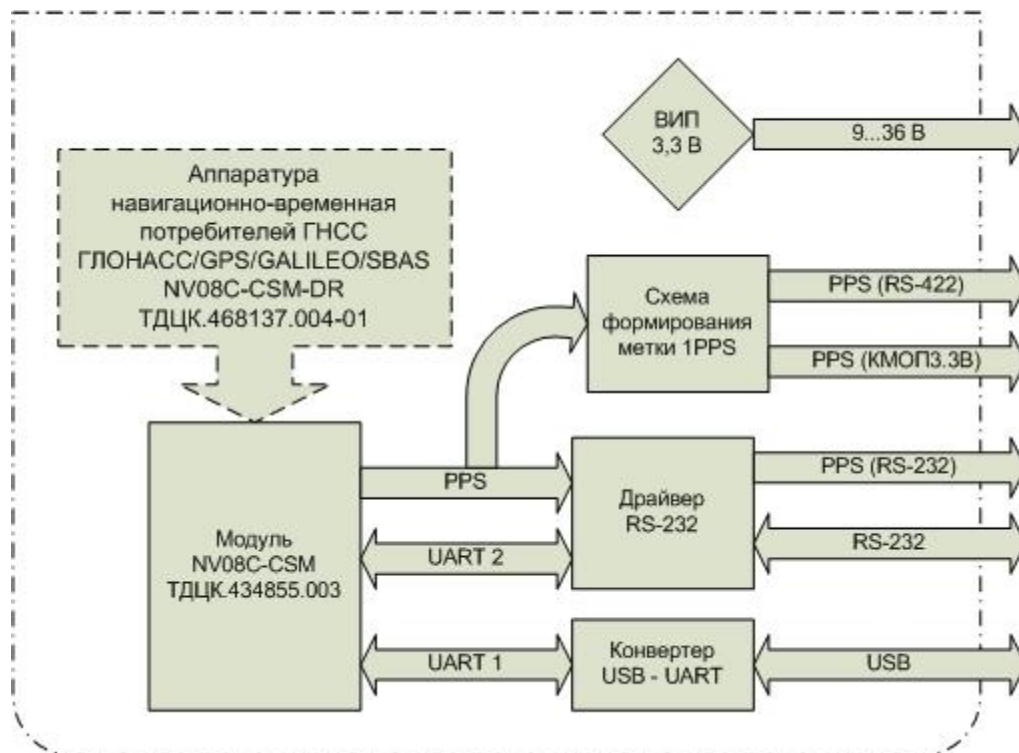 ВИП
3,3 В
9...36 В
Аппаратура
навигационно-временная
потребителей ГНСС
ГЛОНАСС/GPS/GALILEO/SBAS
NV08C-CSM-DR
ТДЦК.468137.004-01
Схема
формирования
метки 1PPS
PPS (RS-422)
PPS (КМОП3.3В)
Модуль
NV08C-CSM
ТДЦК.434855.003
PPS
UART 2
UART 1
Драйвер
RS-232
PPS (RS-232)
RS-232
Конвертер
USB - UART
USB